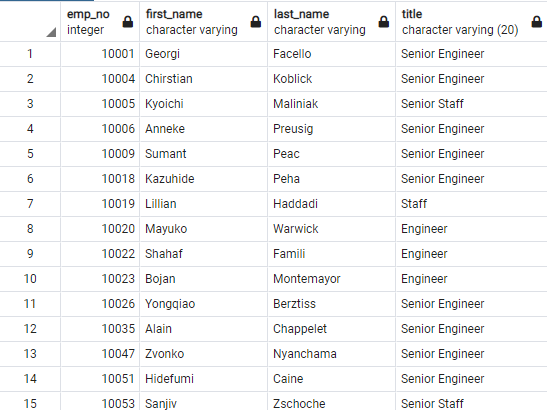 emp_no first_name last_name title
integer character varying character varying character varying (20)
1 10001 Georgi Facello Senior Engineer
2 10004 Chirstian Koblick Senior Engineer
3 10005 Kyoichi Maliniak Senior Staff
4 10006 Anneke Preusig Senior Engineer
5 10009 Sumant Peac Senior Engineer
6 10018 Kazuhide Peha Senior Engineer
7 10019 Lillian Haddadi Staff
8 10020 Mayuko Warwick Engineer
9 10022 Shahaf Famili Engineer
10 10023 Bojan Montemayor Engineer
11 10026 Yongqiao Berztiss Senior Engineer
12 10035 Alain Chappelet Senior Engineer
13 10047 Zvonko Nyanchama Senior Engineer
14 10051 Hidefumi Caine Senior Engineer
15 10053 Sanjiv Zschoche Senior Staff